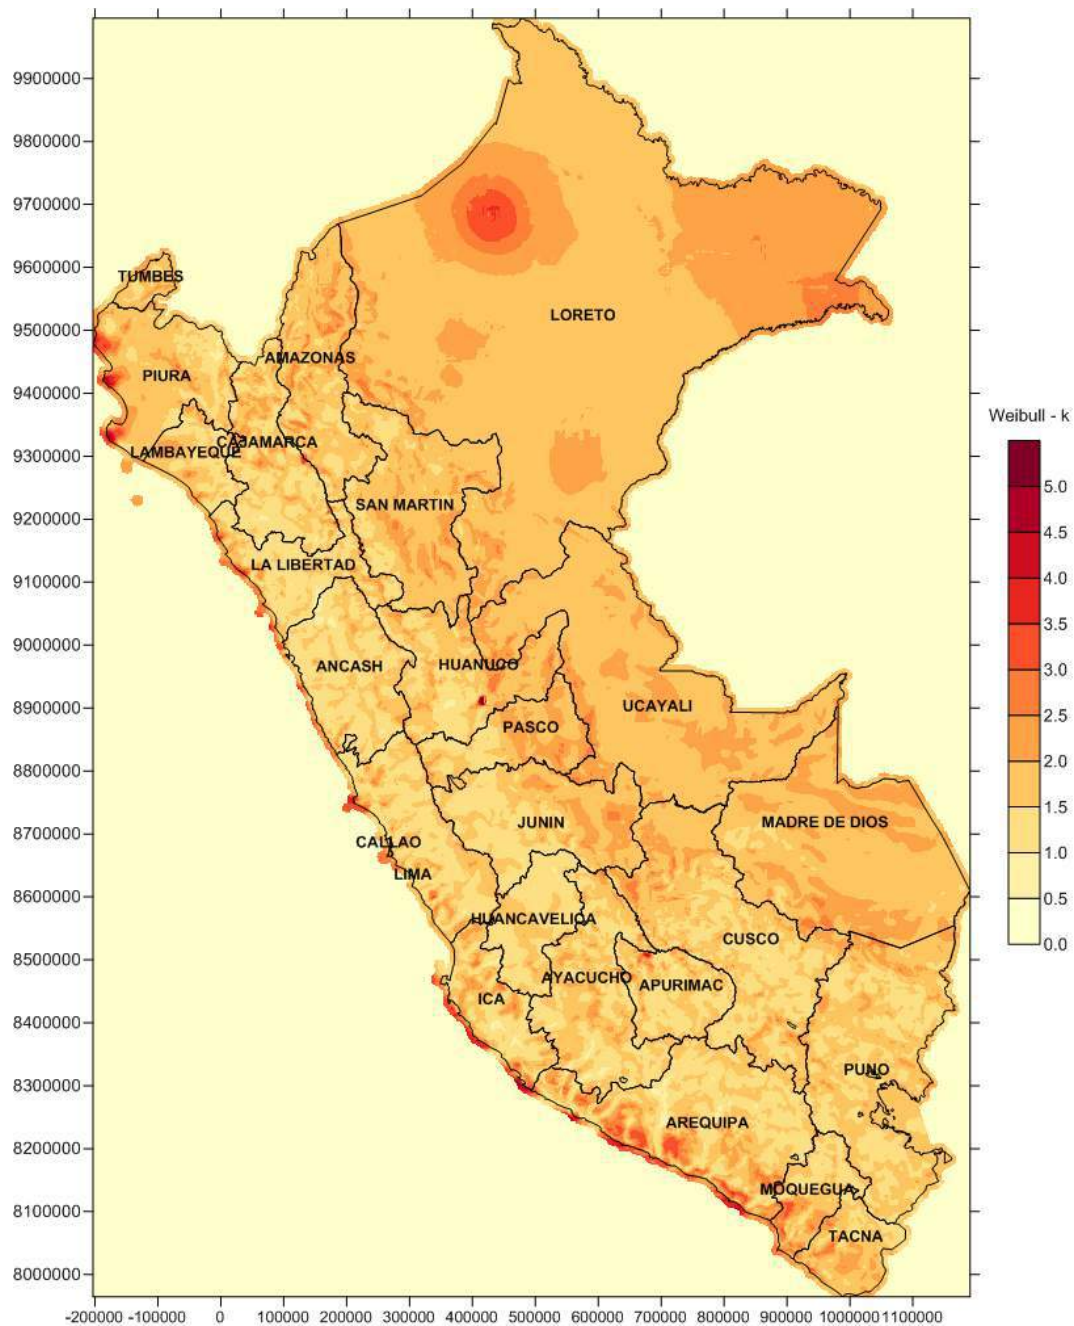 9900000
9800000
9700000
9600000
9500000
9400000
9300000
9200000
9100000
9000000
8900000
8800000
8700000
8600000
8500000
8400000
8300000
8200000
8100000
8000000
-200000 -100000 0 100000 200000 300000 400000 500000 600000 700000 800000 900000 1000000 1100000
TUMBES
LORETO
AMAZONAS
PIURA
CAJAMARCA
LAMBAYEQUE
SAN MARTIN
LA LIBERTAD
ANCASH
HUANUCO
UCAYALI
PASCO
JUNIN
MADRE DE DIOS
CALLAO
LIMA
HUANCAVELICA
CUSCO
AYACUCHO
APURIMAC
ICA
PUNO
AREQUIPA
MOQUEGUA
TACNA
Weibull - k
5.0
4.5
4.0
3.5
3.0
2.5
2.0
1.5
1.0
0.5
0.0